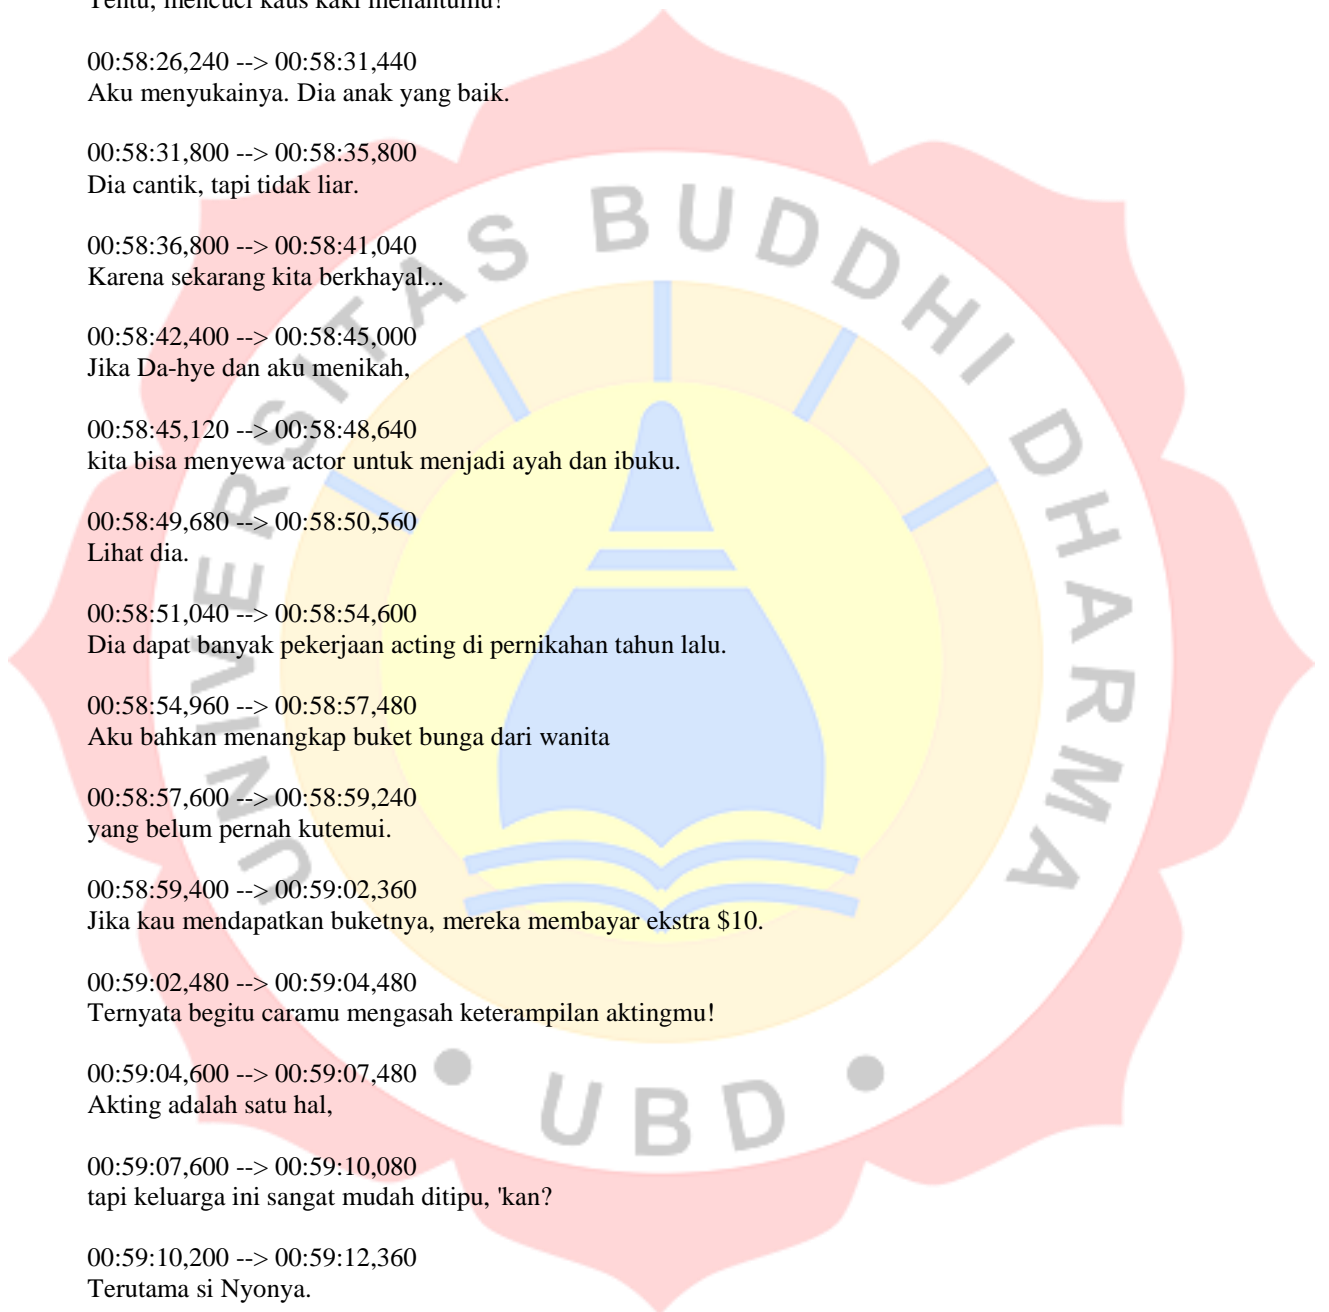 Tentu, mencuci kaus kaki menantumu!
00:58:26,240 --> 00:58:31,440
Aku menyukainya. Dia anak yang baik.
00:58:31,800 --> 00:58:35,800
Dia cantik, tapi tidak liar.
00:58:36,800 --> 00:58:41,040
Karena sekarang kita berkhayal...
00:58:42,400 --> 00:58:45,000
Jika Da-hye dan aku menikah,
00:58:45,120 --> 00:58:48,640
kita bisa menyewa actor untuk menjadi ayah dan ibuku.
00:58:49,680 --> 00:58:50,560
Lihat dia.
00:58:51,040 --> 00:58:54,600
Dia dapat banyak pekerjaan acting di pernikahan tahun lalu.
00:58:54,960 --> 00:58:57,480
Aku bahkan menangkap buket bunga dari wanita
00:58:57,600 --> 00:58:59,240
yang belum pernah kutemui.
00:58:59,400 --> 00:59:02,360
Jika kau mendapatkan buketnya, mereka membayar ekstra $10.
00:59:02,480 --> 00:59:04,480
Ternyata begitu caramu mengasah keterampilan aktingmu!
00:59:04,600 --> 00:59:07,480
Akting adalah satu hal,
00:59:07,600 --> 00:59:10,080
tapi keluarga ini sangat mudah ditipu, 'kan?
00:59:10,200 --> 00:59:12,360
Terutama si Nyonya.
UNIVERSITAS BUDDHI DHARMA
• UBD •